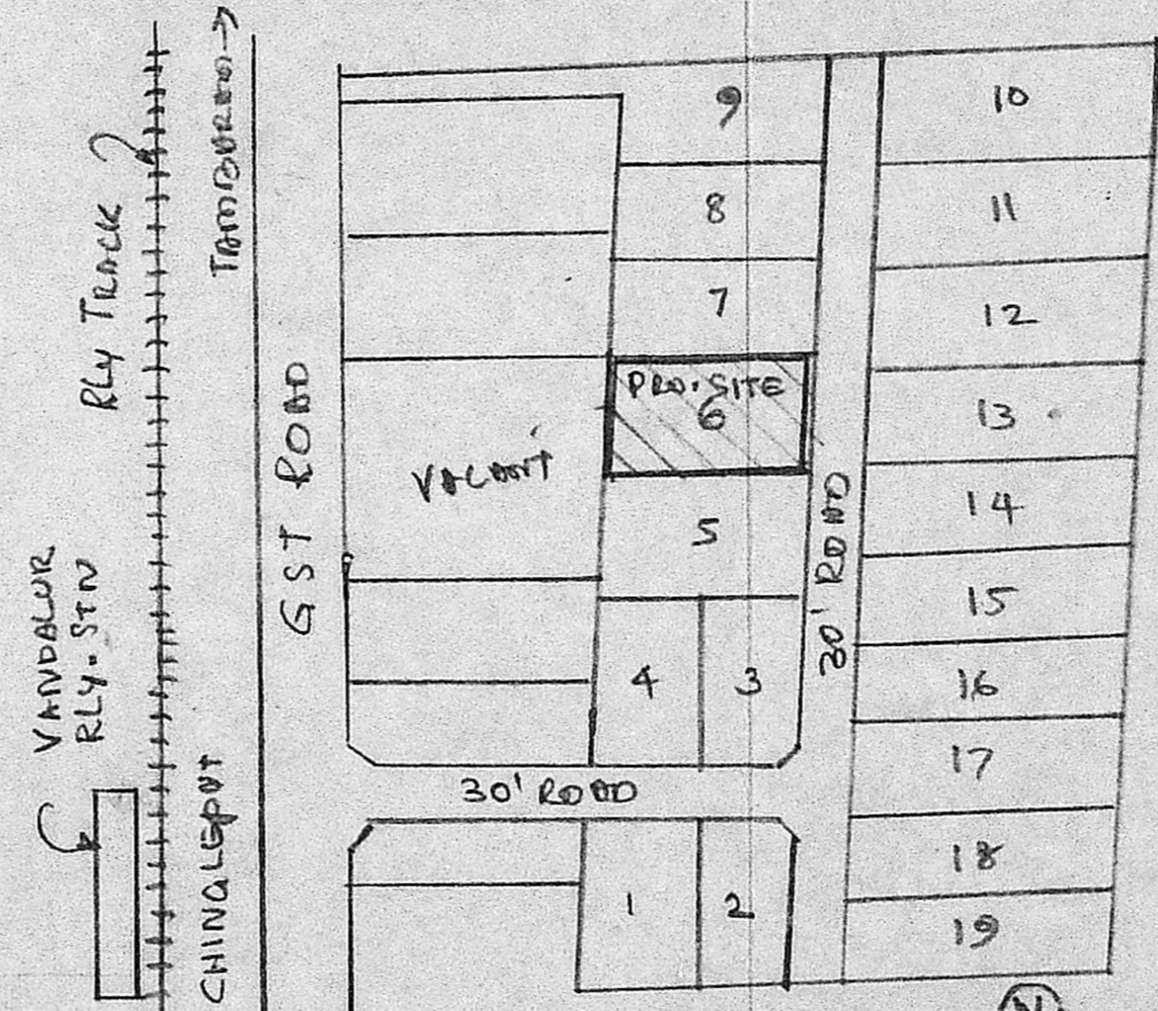 TAMBARAM →
RLY TRACK
GST ROAD
VANDALUR
RLY. STN
CHINGLEPUT
VACANT
9
8
7
PRO. SITE
6
5
4
3
30' ROAD
30' ROAD
1
2
10
11
12
13
14
15
16
17
18
19
N